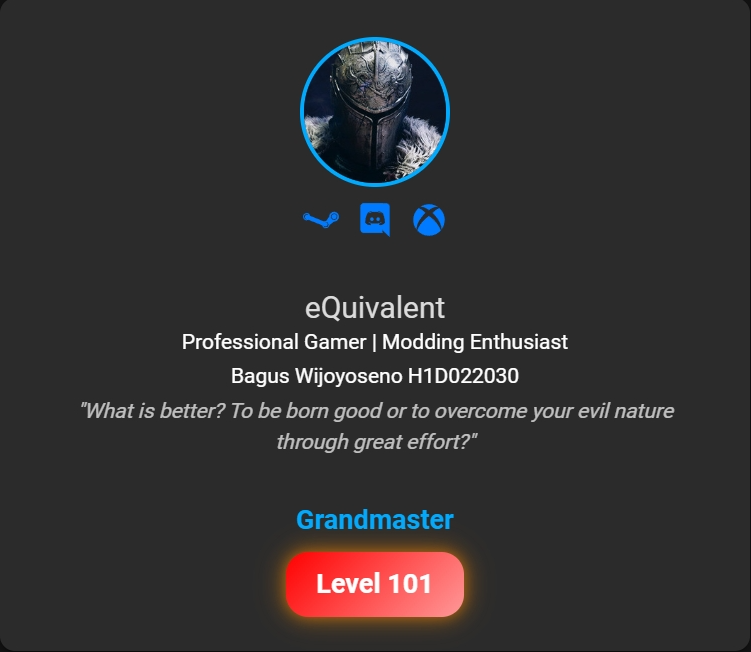 eQuivalent
Professional Gamer | Modding Enthusiast
Bagus Wijoyoseno H1D022030
"What is better? To be born good or to overcome your evil nature
through great effort?"
Grandmaster
Level 101